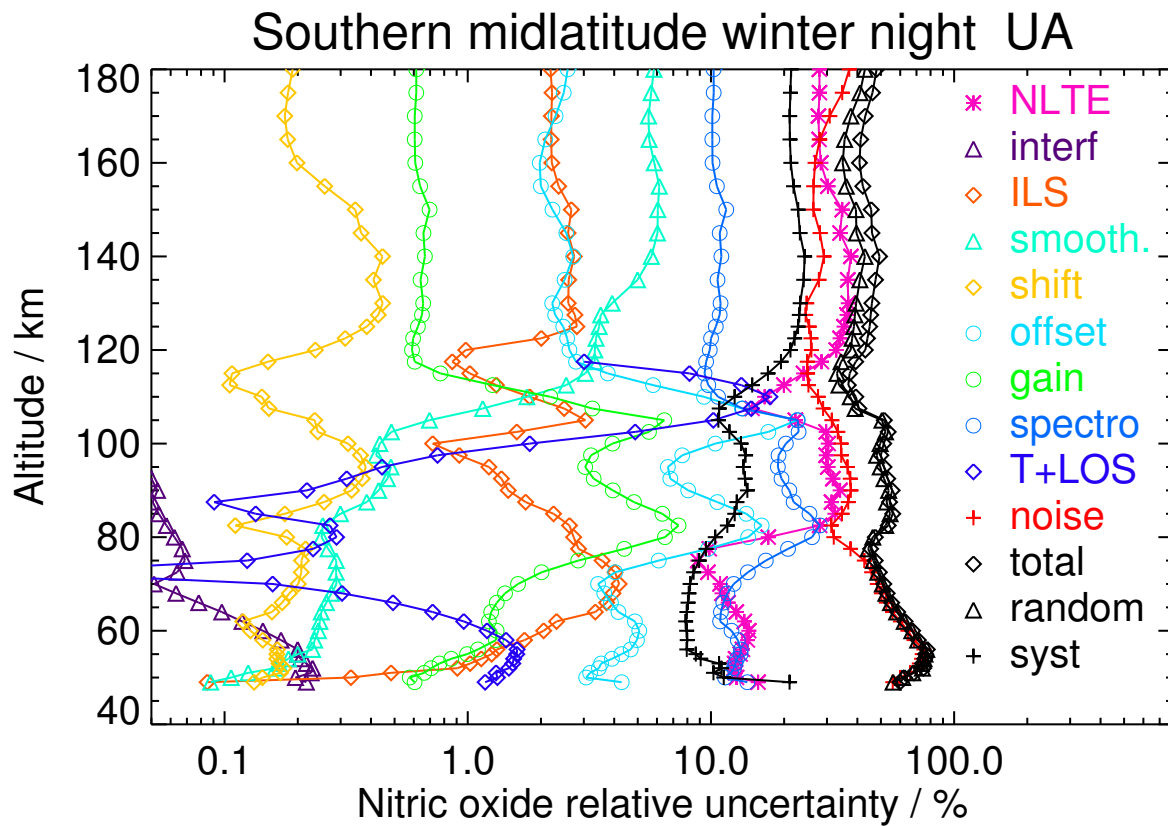 Southern midlatitude winter night UA
180
160
140
120
100
80
60
40
Altitude / km
0.1
1.0
10.0
100.0
Nitric oxide relative uncertainty / %
NLTE
interf
ILS
smooth.
shift
offset
gain
spectro
T+LOS
noise
total
random
syst